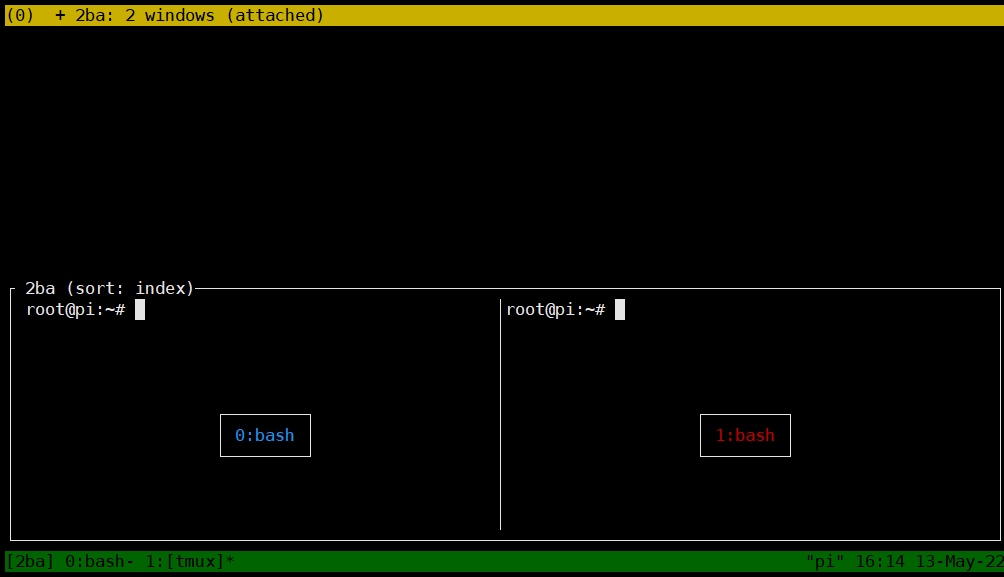 (0)  + 2ba: 2 windows (attached)
2ba (sort: index)
root@pi:~# root@pi:~#
0:bash 1:bash
[2ba] 0:bash- 1:[tmux]* "pi" 16:14 13-May-22